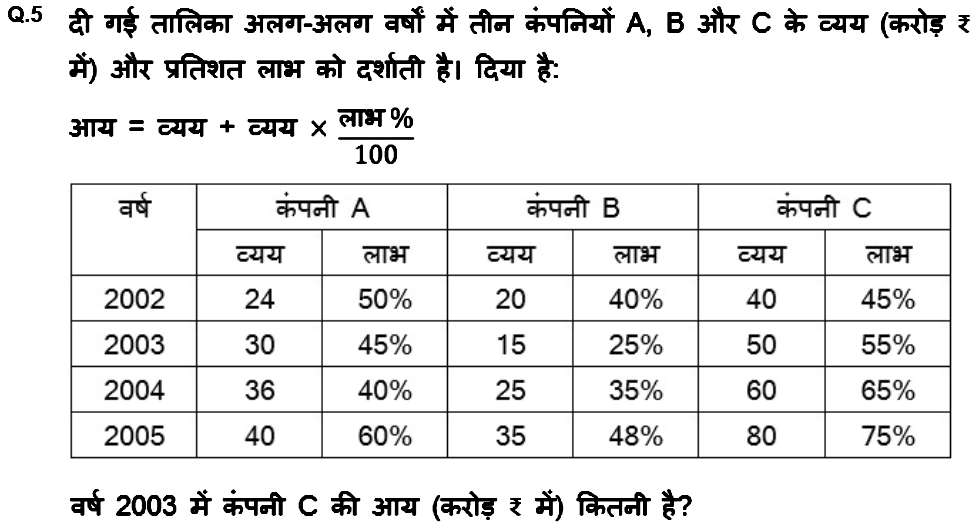 Q.5 दी गई तालिका अलग-अलग वर्षों में तीन कंपनियों A, B और C के व्यय (करोड़ ₹
में) और प्रतिशत लाभ को दर्शाती है। दिया है:
आय = व्यय + व्यय × लाभ % / 100
वर्ष कंपनी A कंपनी B कंपनी C
व्यय लाभ व्यय लाभ व्यय लाभ
2002 24 50% 20 40% 40 45%
2003 30 45% 15 25% 50 55%
2004 36 40% 25 35% 60 65%
2005 40 60% 35 48% 80 75%
वर्ष 2003 में कंपनी C की आय (करोड़ ₹ में) कितनी है?